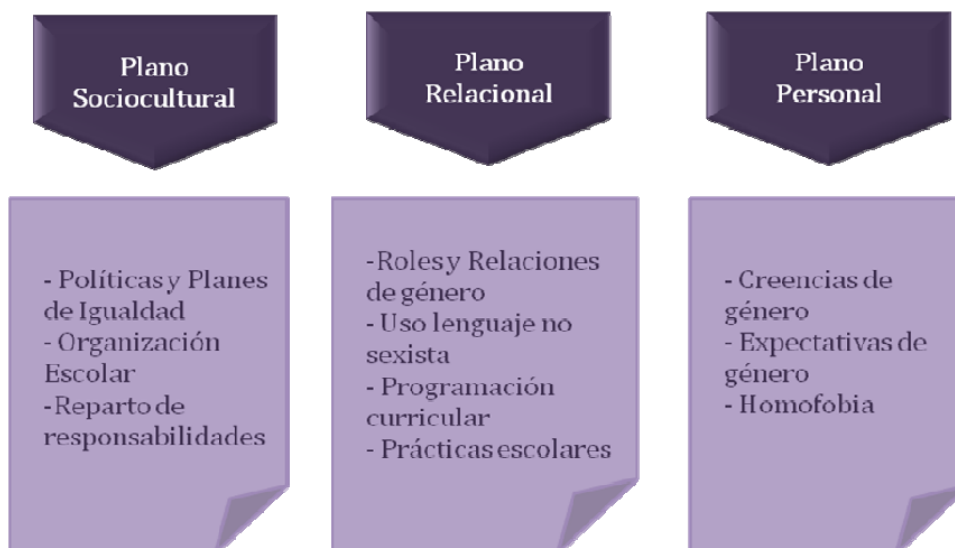 Plano
Sociocultural
Plano
Relacional
Plano
Personal
- Políticas y Planes
de Igualdad
- Organización
Escolar
-Reparto de
responsabilidades
-Roles y Relaciones
de género
- Uso lenguaje no
sexista
- Programación
curricular
- Prácticas escolares
- Creencias de
género
- Expectativas de
género
- Homofobia